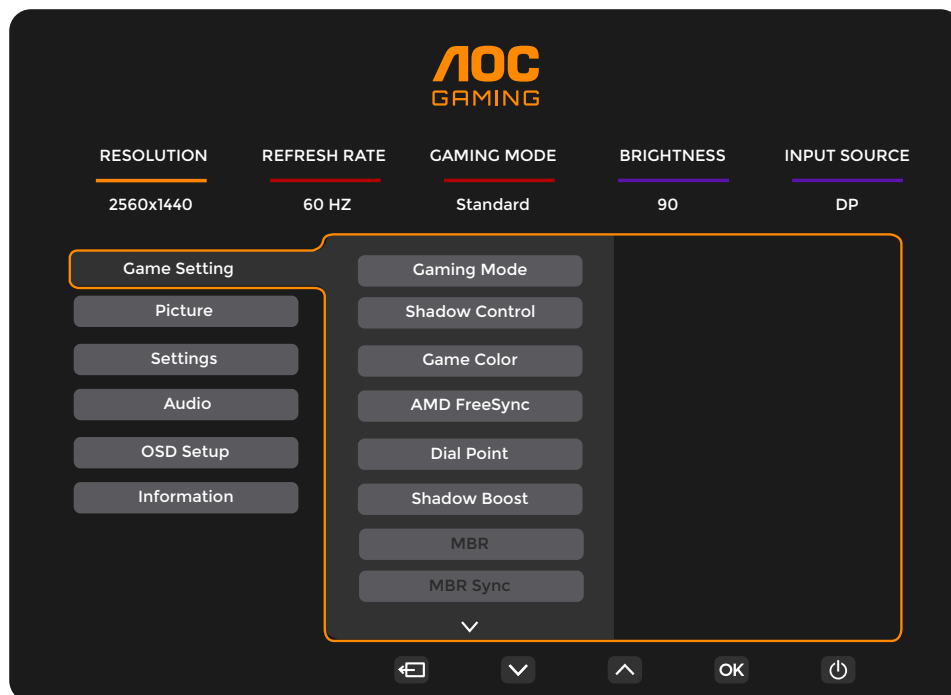 AOC
GAMING
RESOLUTION REFRESH RATE GAMING MODE BRIGHTNESS INPUT SOURCE
2560x1440 60 HZ Standard 90 DP
Game Setting
Picture
Settings
Audio
OSD Setup
Information
Gaming Mode
Shadow Control
Game Color
AMD FreeSync
Dial Point
Shadow Boost
MBR
MBR Sync
OK